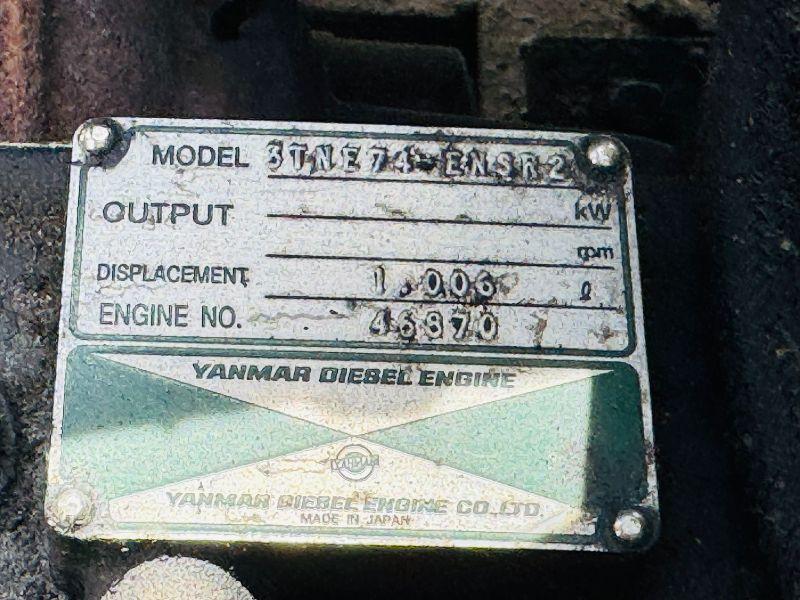 MODEL 3TNE74-ENSR2
OUTPUT kW
rpm
DISPLACEMENT 1.006 ℓ
ENGINE NO. 46870
YANMAR DIESEL ENGINE
YANMAR
YANMAR DIESEL ENGINE CO.,LTD.
MADE IN JAPAN